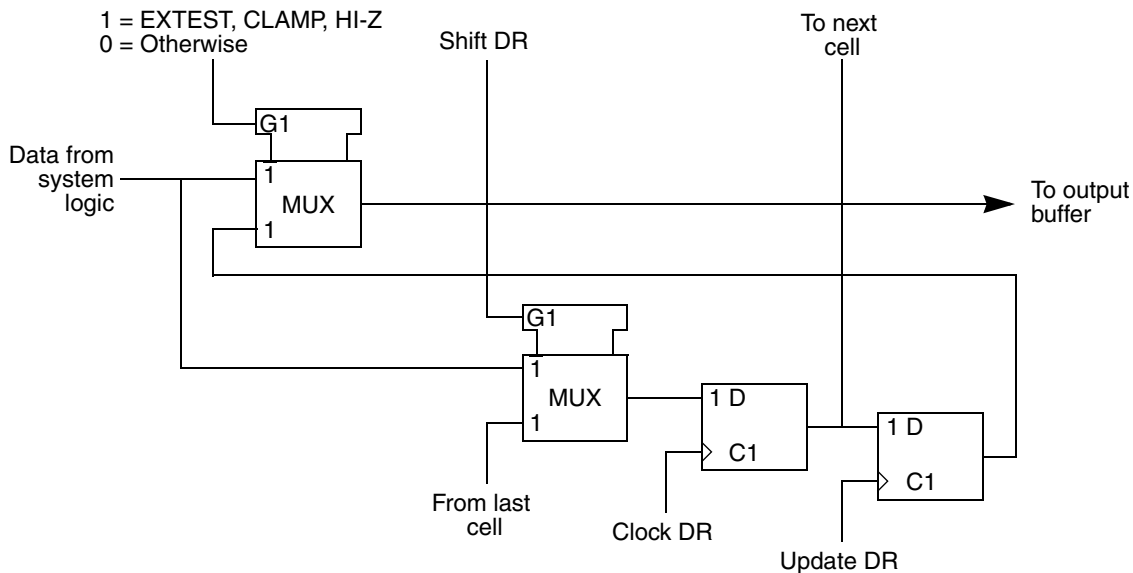 1 = EXTEST, CLAMP, HI-Z
0 = Otherwise
Shift DR
To next
cell
G1
Data from
system
logic
1
MUX
1
To output
buffer
G1
1
MUX
1
1 D
C1
1 D
C1
From last
cell
Clock DR
Update DR